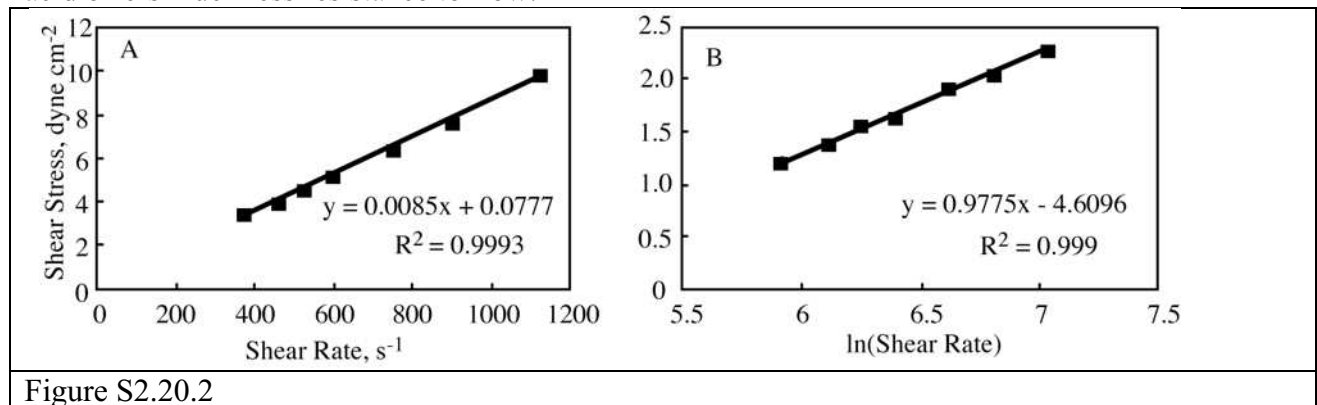 A
Shear Stress, dyne cm-2
12
10
8
6
4
2
0
y = 0.0085x + 0.0777
R2 = 0.9993
0 200 400 600 800 1000 1200
Shear Rate, s-1
B
2.5
2.0
1.5
1.0
0.5
0
y = 0.9775x - 4.6096
R2 = 0.999
5.5 6 6.5 7 7.5
ln(Shear Rate)
Figure S2.20.2